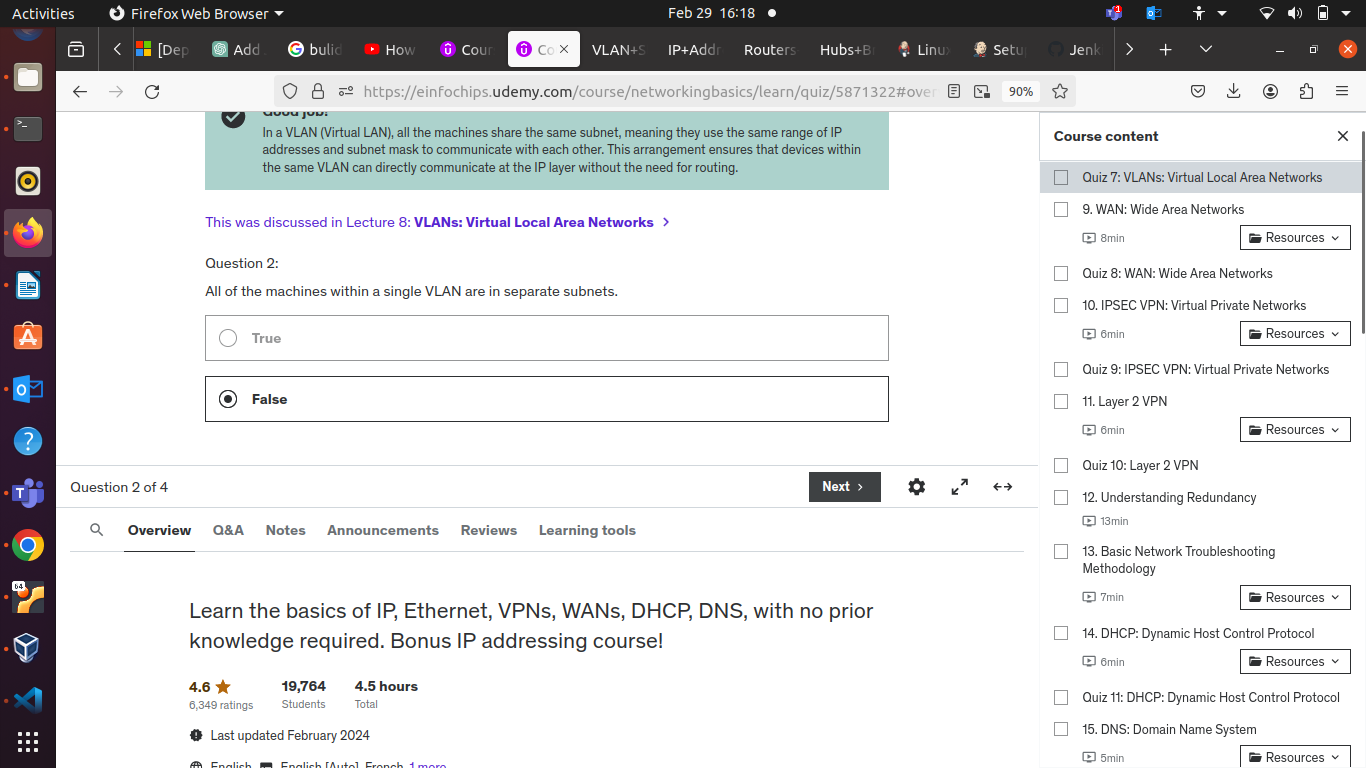 Activities
Firefox Web Browser
Feb 29 16:18
1
[Dep
Add
bulid
How
Cour
Co
VLAN+S
IP+Addr
Routers
Hubs+Br
Linux
Setu
Jenk
https://einfochips.udemy.com/course/networkingbasics/learn/quiz/5871322#over
90%
Good job!
In a VLAN (Virtual LAN), all the machines share the same subnet, meaning they use the same range of IP
addresses and subnet mask to communicate with each other. This arrangement ensures that devices within
the same VLAN can directly communicate at the IP layer without the need for routing.
This was discussed in Lecture 8: VLANs: Virtual Local Area Networks
Question 2:
All of the machines within a single VLAN are in separate subnets.
True
False
Question 2 of 4
Next
Overview
Q&A
Notes
Announcements
Reviews
Learning tools
Learn the basics of IP, Ethernet, VPNs, WANs, DHCP, DNS, with no prior
knowledge required. Bonus IP addressing course!
4.6
6,349 ratings
19,764
Students
4.5 hours
Total
Last updated February 2024
English
English [Auto], French, 1 more
Course content
Quiz 7: VLANs: Virtual Local Area Networks
9. WAN: Wide Area Networks
8min
Resources
Quiz 8: WAN: Wide Area Networks
10. IPSEC VPN: Virtual Private Networks
6min
Resources
Quiz 9: IPSEC VPN: Virtual Private Networks
11. Layer 2 VPN
6min
Resources
Quiz 10: Layer 2 VPN
12. Understanding Redundancy
13min
13. Basic Network Troubleshooting
Methodology
7min
Resources
14. DHCP: Dynamic Host Control Protocol
6min
Resources
Quiz 11: DHCP: Dynamic Host Control Protocol
15. DNS: Domain Name System
5min
Resources
64